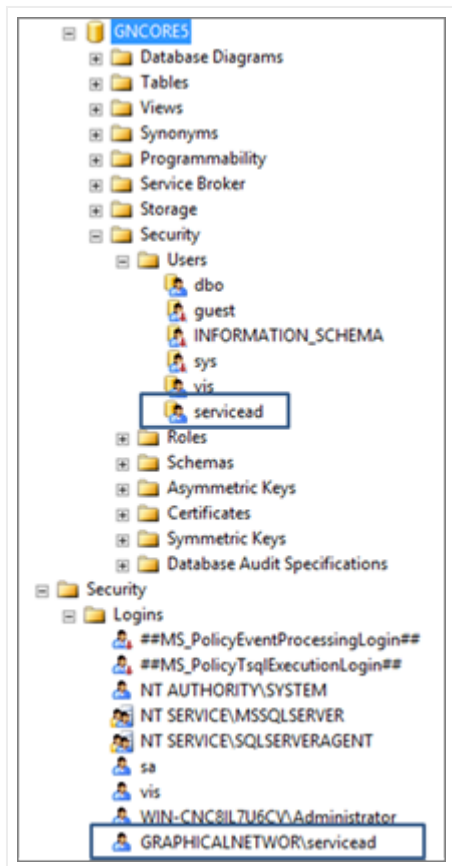 GNCORE5
Database Diagrams
Tables
Views
Synonyms
Programmability
Service Broker
Storage
Security
Users
dbo
guest
INFORMATION_SCHEMA
sys
vis
servicead
Roles
Schemas
Asymmetric Keys
Certificates
Symmetric Keys
Database Audit Specifications
Security
Logins
##MS_PolicyEventProcessingLogin##
##MS_PolicyTsqlExecutionLogin##
NT AUTHORITY\SYSTEM
NT SERVICE\MSSQLSERVER
NT SERVICE\SQLSERVERAGENT
sa
vis
WIN-CNC8IL7U6CV\Administrator
GRAPHICALNETWOR\servicead